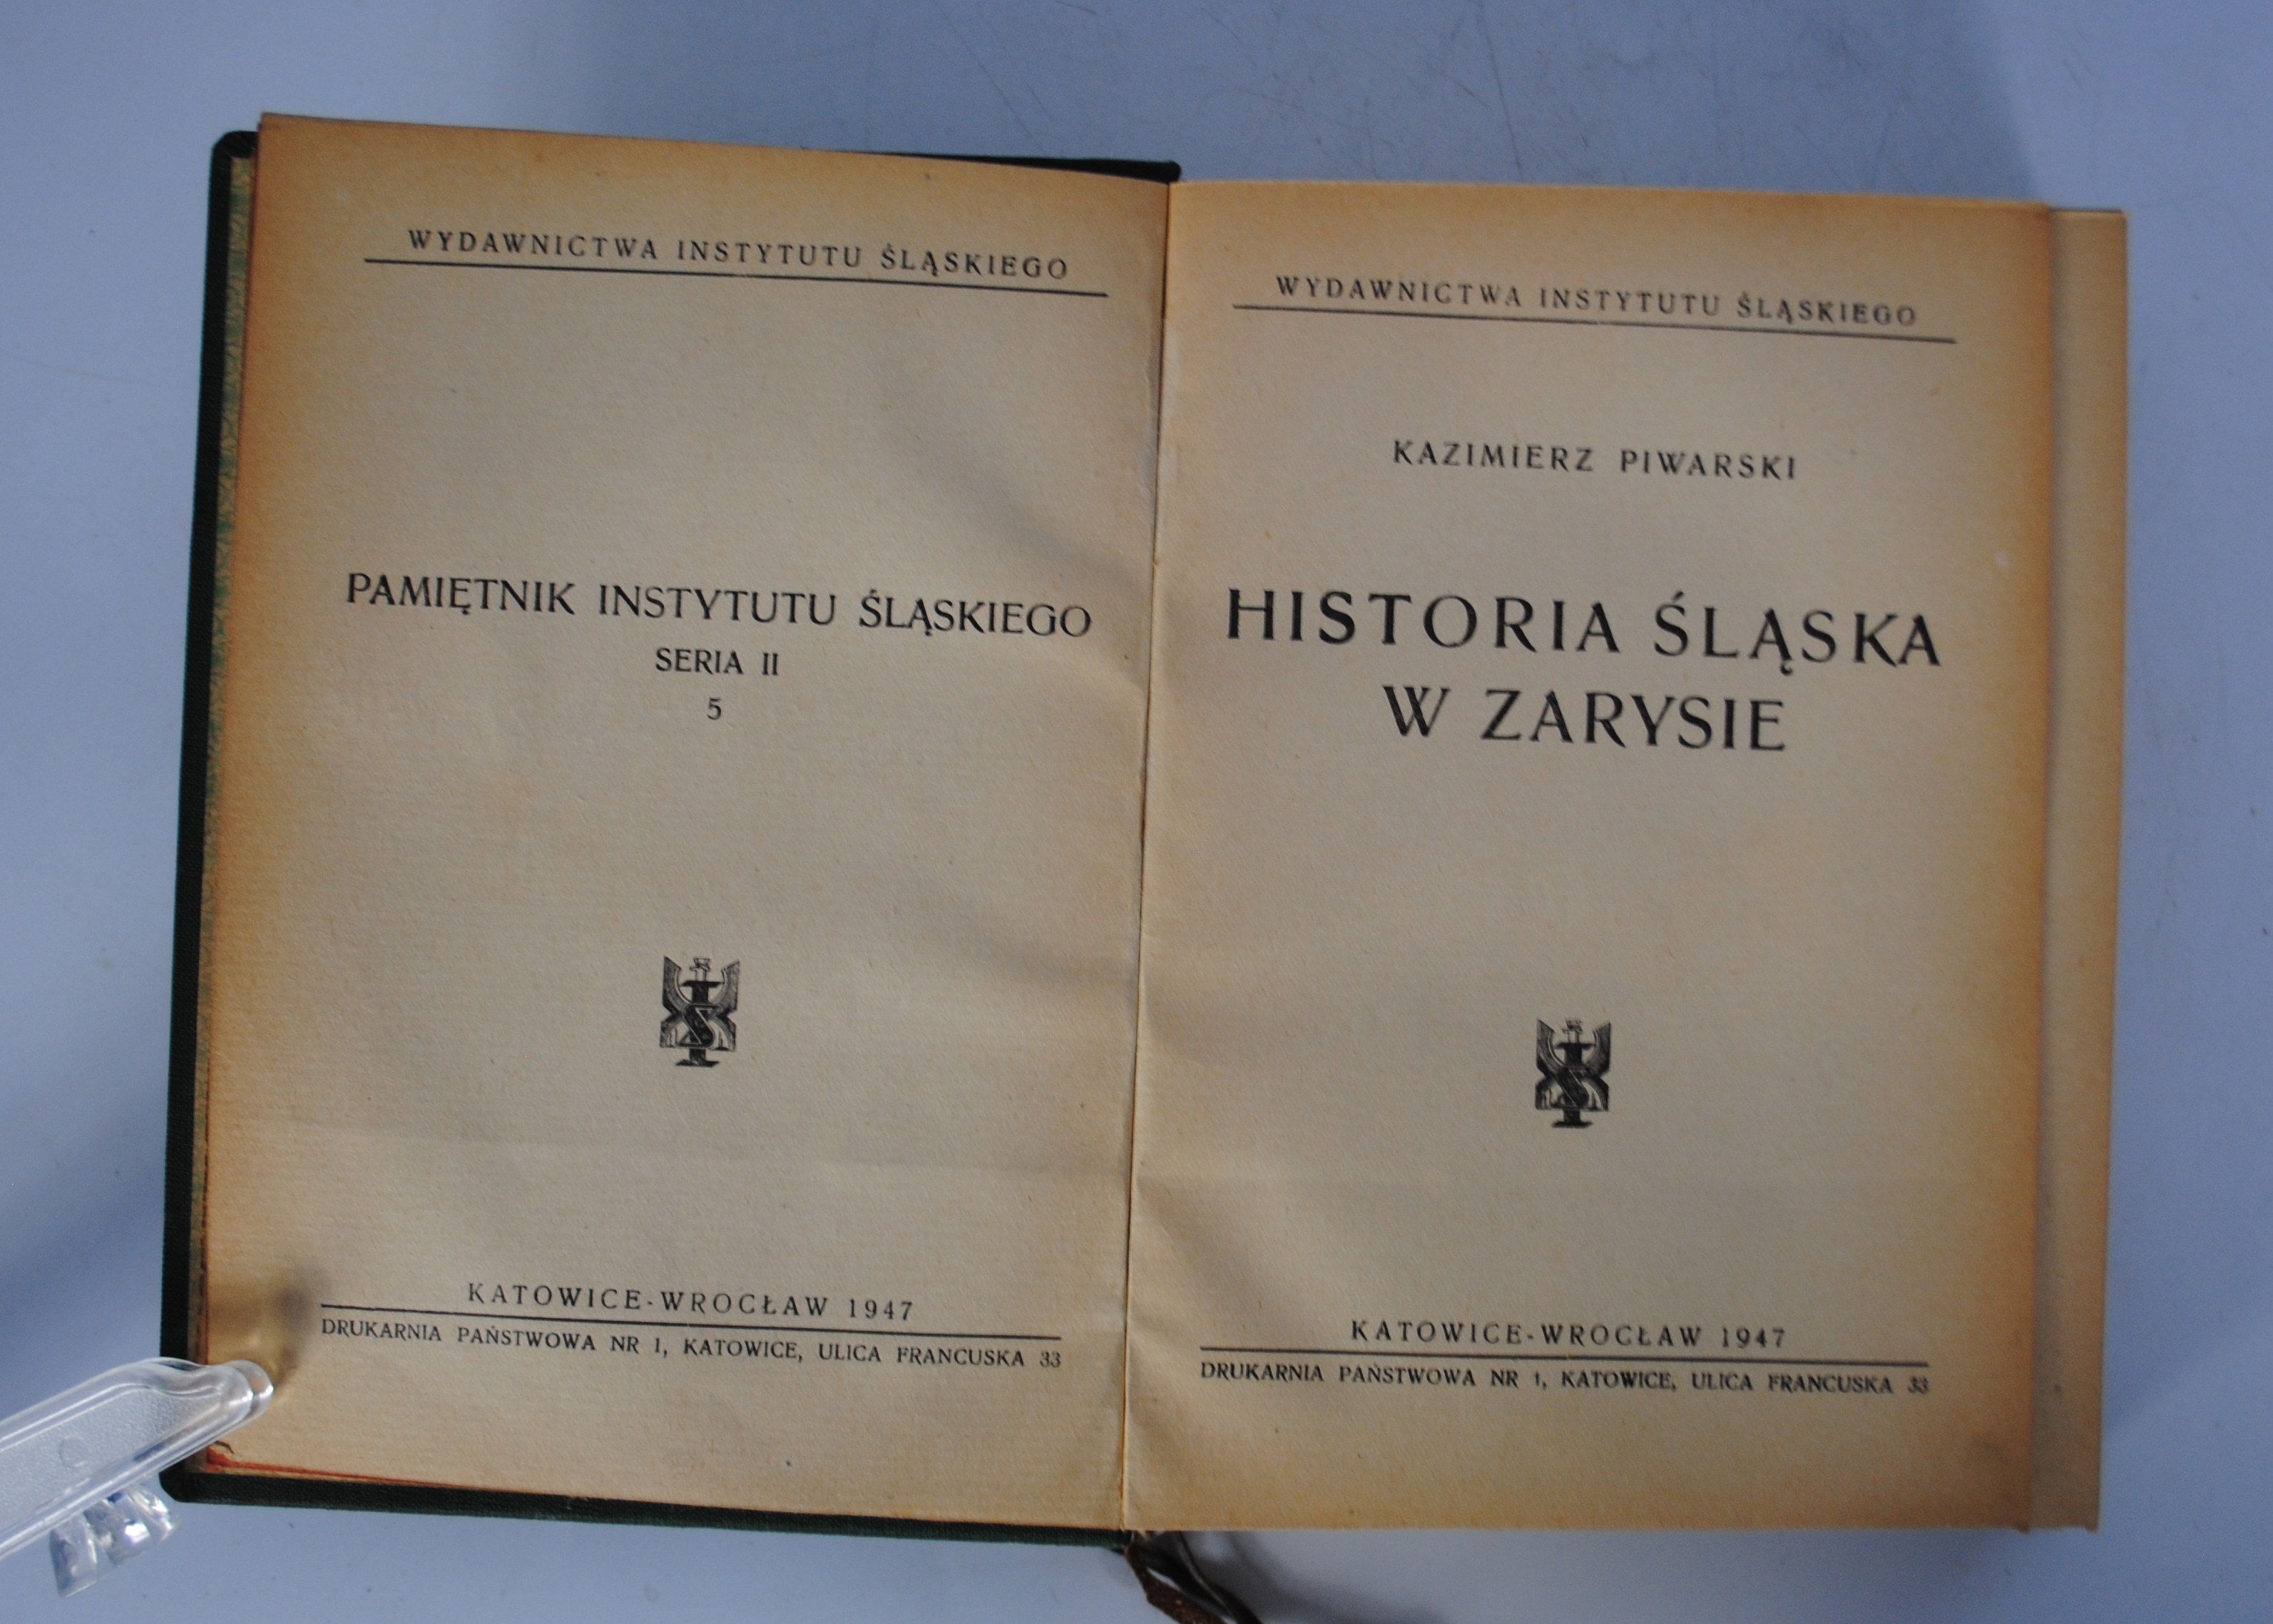 WYDAWNICTWA INSTYTUTU ŚLĄSKIEGO
PAMIĘTNIK INSTYTUTU ŚLĄSKIEGO
SERIA II
5
KATOWICE-WROCŁAW 1947
DRUKARNIA PAŃSTWOWA NR 1, KATOWICE, ULICA FRANCUSKA 33
WYDAWNICTWA INSTYTUTU ŚLĄSKIEGO
KAZIMIERZ PIWARSKI
HISTORIA ŚLĄSKA
W ZARYSIE
KATOWICE-WROCŁAW 1947
DRUKARNIA PAŃSTWOWA NR 1, KATOWICE, ULICA FRANCUSKA 33